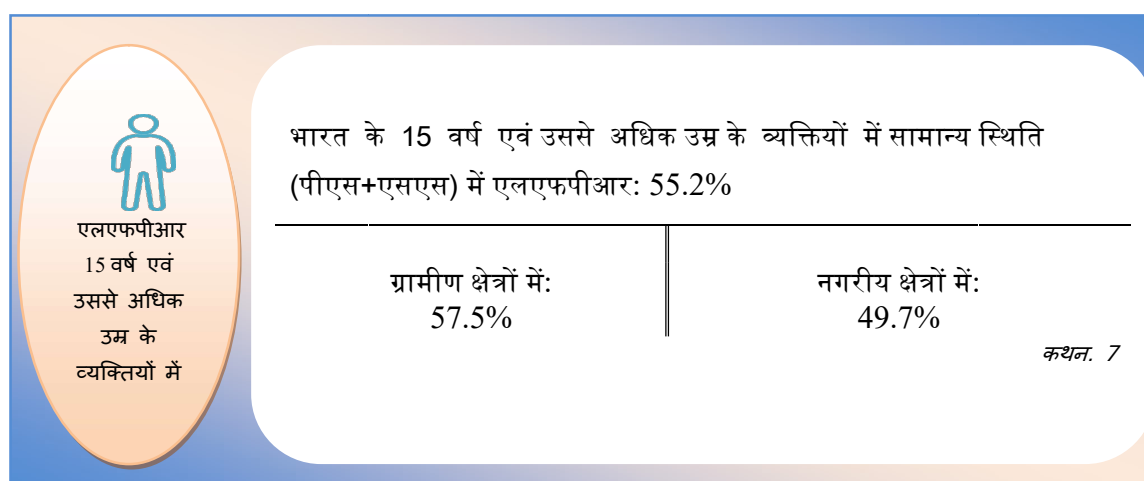 एलएफपीआर
15 वर्ष एवं
उससे अधिक
उम्र के
व्यक्तियों में
भारत के 15 वर्ष एवं उससे अधिक उम्र के व्यक्तियों में सामान्य स्थिति
(पीएस+एसएस) में एलएफपीआर: 55.2%
ग्रामीण क्षेत्रों में:
57.5%
नगरीय क्षेत्रों में:
49.7%
कथन. 7